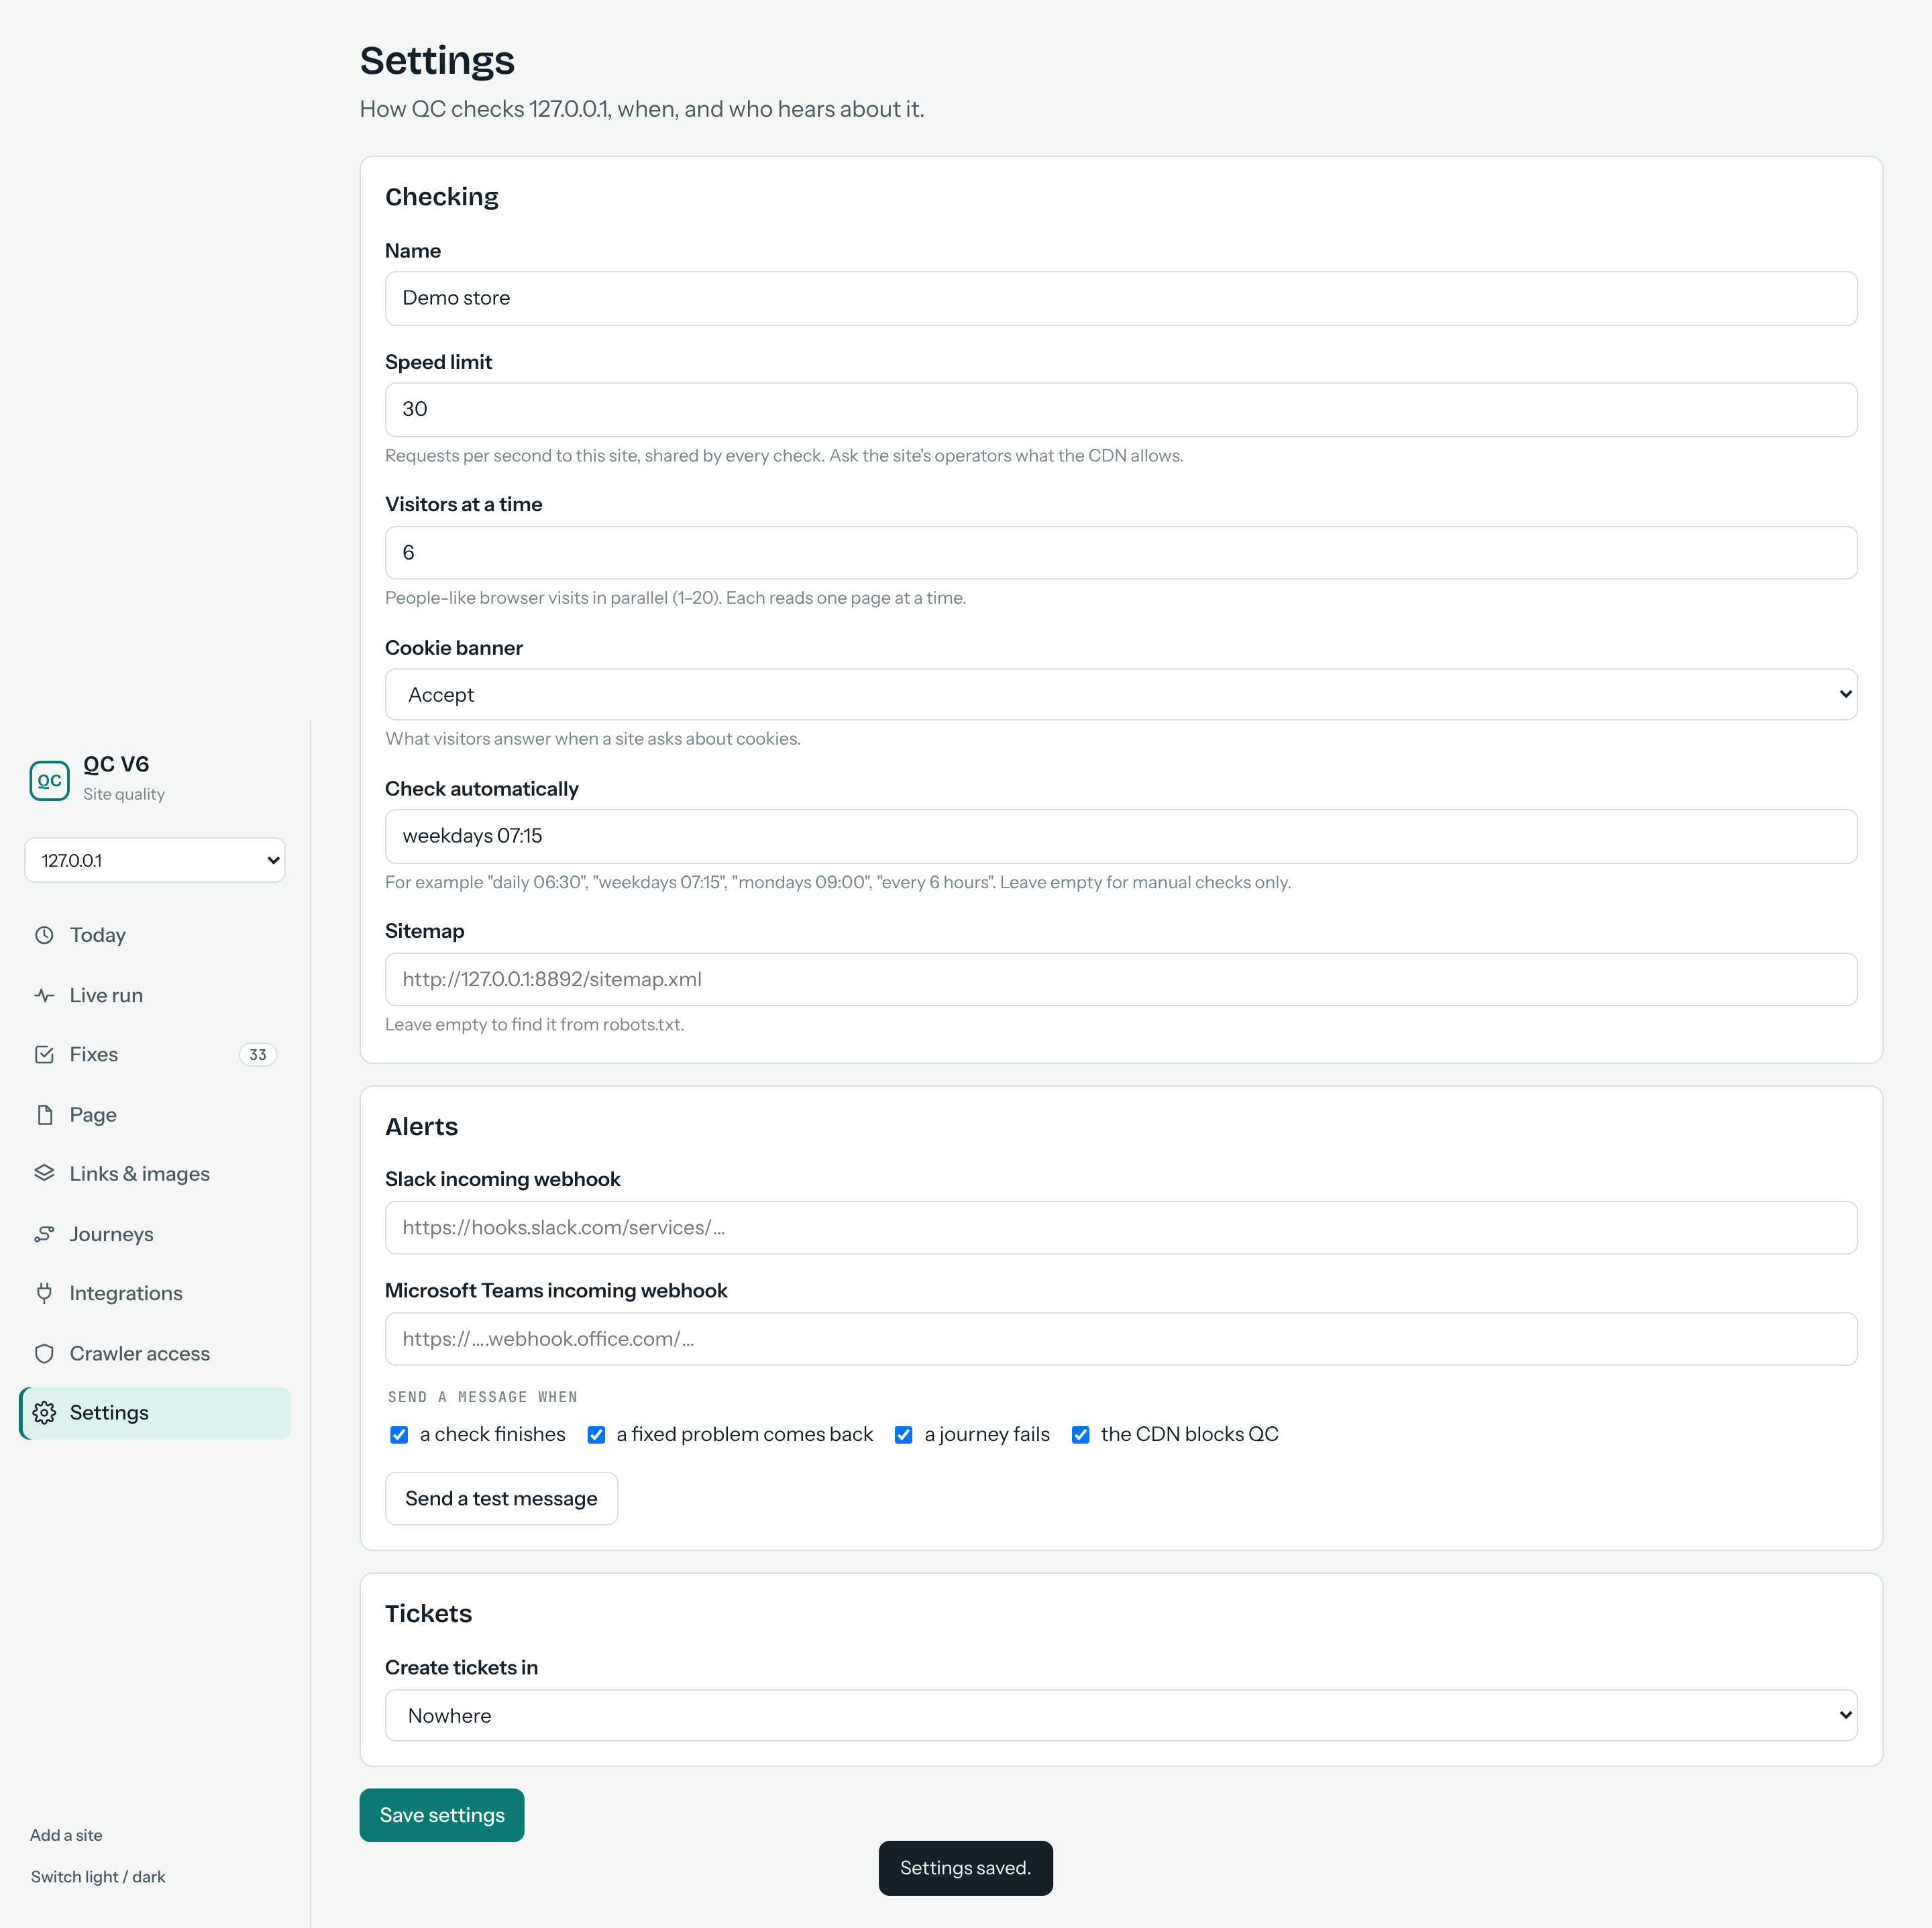 Settings
How QC checks 127.0.0.1, when, and who hears about it.
Checking
Name
Demo store
Speed limit
30
Requests per second to this site, shared by every check. Ask the site's operators what the CDN allows.
Visitors at a time
6
People-like browser visits in parallel (1–20). Each reads one page at a time.
Cookie banner
Accept
What visitors answer when a site asks about cookies.
Check automatically
weekdays 07:15
For example "daily 06:30", "weekdays 07:15", "mondays 09:00", "every 6 hours". Leave empty for manual checks only.
Sitemap
http://127.0.0.1:8892/sitemap.xml
Leave empty to find it from robots.txt.
Alerts
Slack incoming webhook
https://hooks.slack.com/services/...
Microsoft Teams incoming webhook
https://....webhook.office.com/...
SEND A MESSAGE WHEN
a check finishes a fixed problem comes back a journey fails the CDN blocks QC
Send a test message
Tickets
Create tickets in
Nowhere
Save settings
Settings saved.
QC
QC V6
Site quality
127.0.0.1
Today
Live run
Fixes 33
Page
Links & images
Journeys
Integrations
Crawler access
Settings
Add a site
Switch light / dark